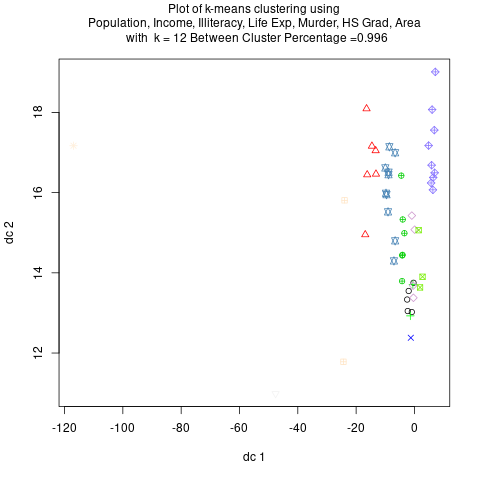 Plot of k-means clustering using
Population, Income, Illiteracy, Life Exp, Murder, HS Grad, Area
with k = 12 Between Cluster Percentage =0.996
18
16
14
12
dc 2
-120 -100 -80 -60 -40 -20 0
dc 1